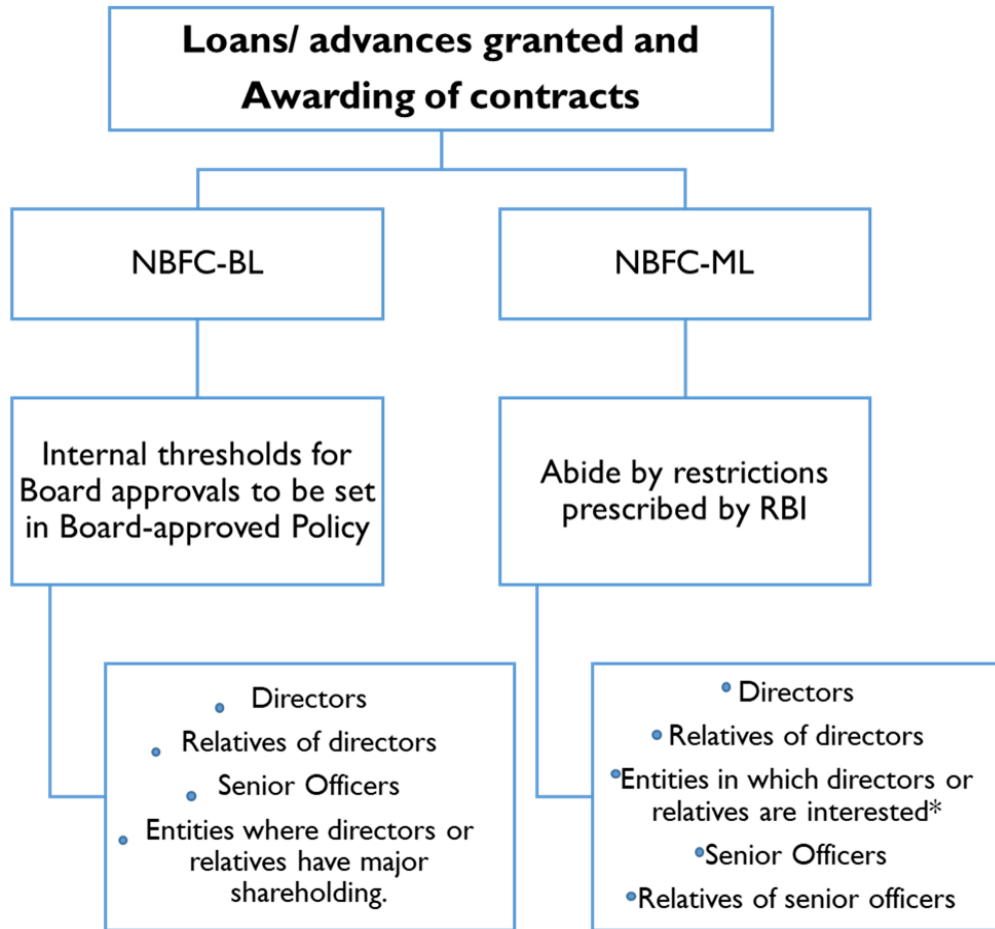 Loans/ advances granted and
Awarding of contracts
NBFC-BL
NBFC-ML
Internal thresholds for
Board approvals to be set
in Board-approved Policy
Abide by restrictions
prescribed by RBI
Directors
Relatives of directors
Senior Officers
Entities where directors or
relatives have major
shareholding.
Directors
Relatives of directors
Entities in which directors or
relatives are interested*
Senior Officers
Relatives of senior officers